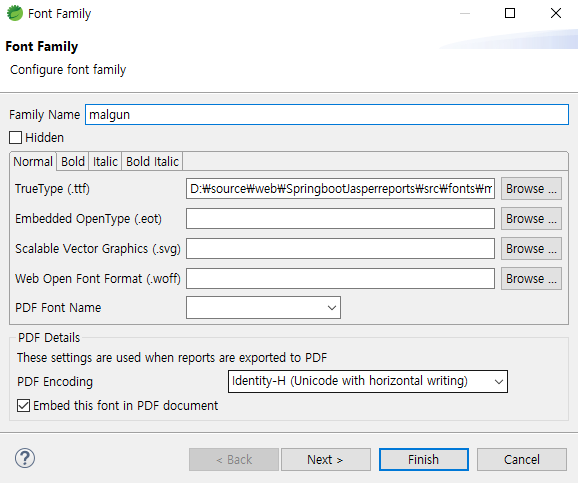 Font Family
Font Family
Configure font family
Family Name malgun
Hidden
Normal Bold Italic Bold Italic
TrueType (.ttf) D:₩source₩web₩SpringbootJasperreports₩src₩fonts₩m Browse ...
Embedded OpenType (.eot) Browse ...
Scalable Vector Graphics (.svg) Browse ...
Web Open Font Format (.woff) Browse ...
PDF Font Name
PDF Details
These settings are used when reports are exported to PDF
PDF Encoding Identity-H (Unicode with horizontal writing)
Embed this font in PDF document
? < Back Next > Finish Cancel